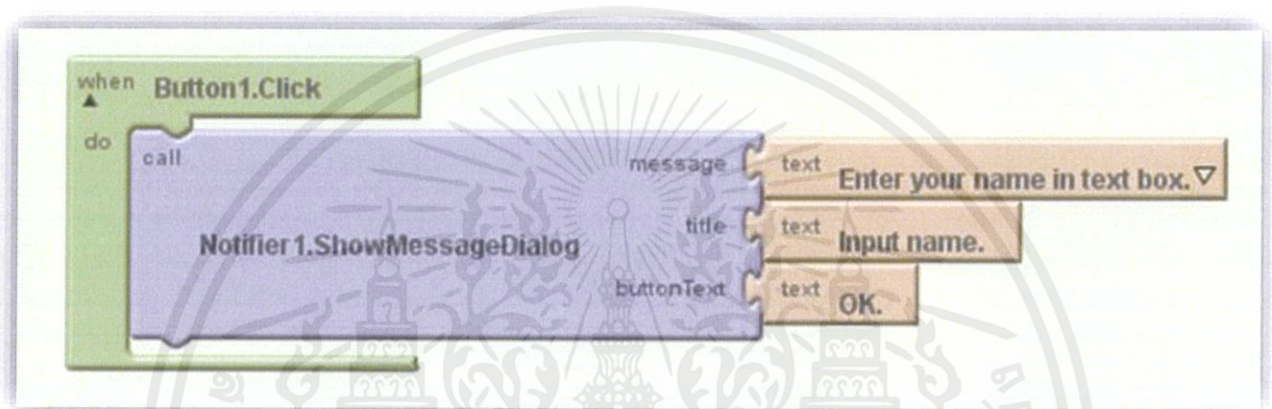 when Button1.Click
do
call
Notifier1.ShowMessageDialog
message text Enter your name in text box.
title text Input name.
buttonText text OK.